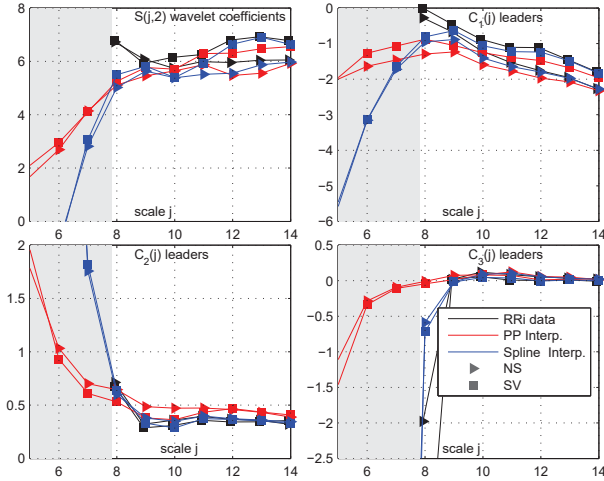 S(j,2) wavelet coefficients
8
6
4
2
0
scale j
6 8 10 12 14
C1(j) leaders
0
−1
−2
−3
−4
−5
−6
scale j
6 8 10 12 14
C2(j) leaders
2
1.5
1
0.5
0
scale j
6 8 10 12 14
C3(j) leaders
0.5
0
−0.5
−1
−1.5
−2
−2.5
RRi data
PP Interp.
Spline Interp.
NS
SV
scale j
6 8 10 12 14